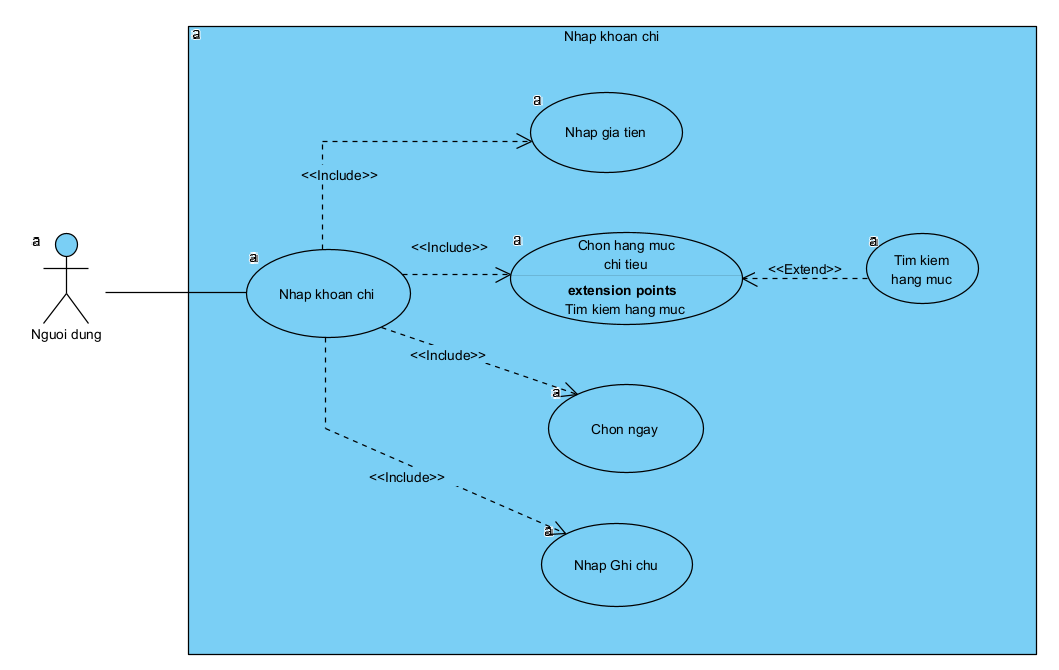 a
Nhap khoan chi
a
Nhap gia tien
<<Include>>
a
Nguoi dung
a
Nhap khoan chi
<<Include>>
a
Chon hang muc
chi tieu
extension points
Tim kiem hang muc
<<Extend>>
a
Tim kiem
hang muc
<<Include>>
a
Chon ngay
<<Include>>
a
Nhap Ghi chu